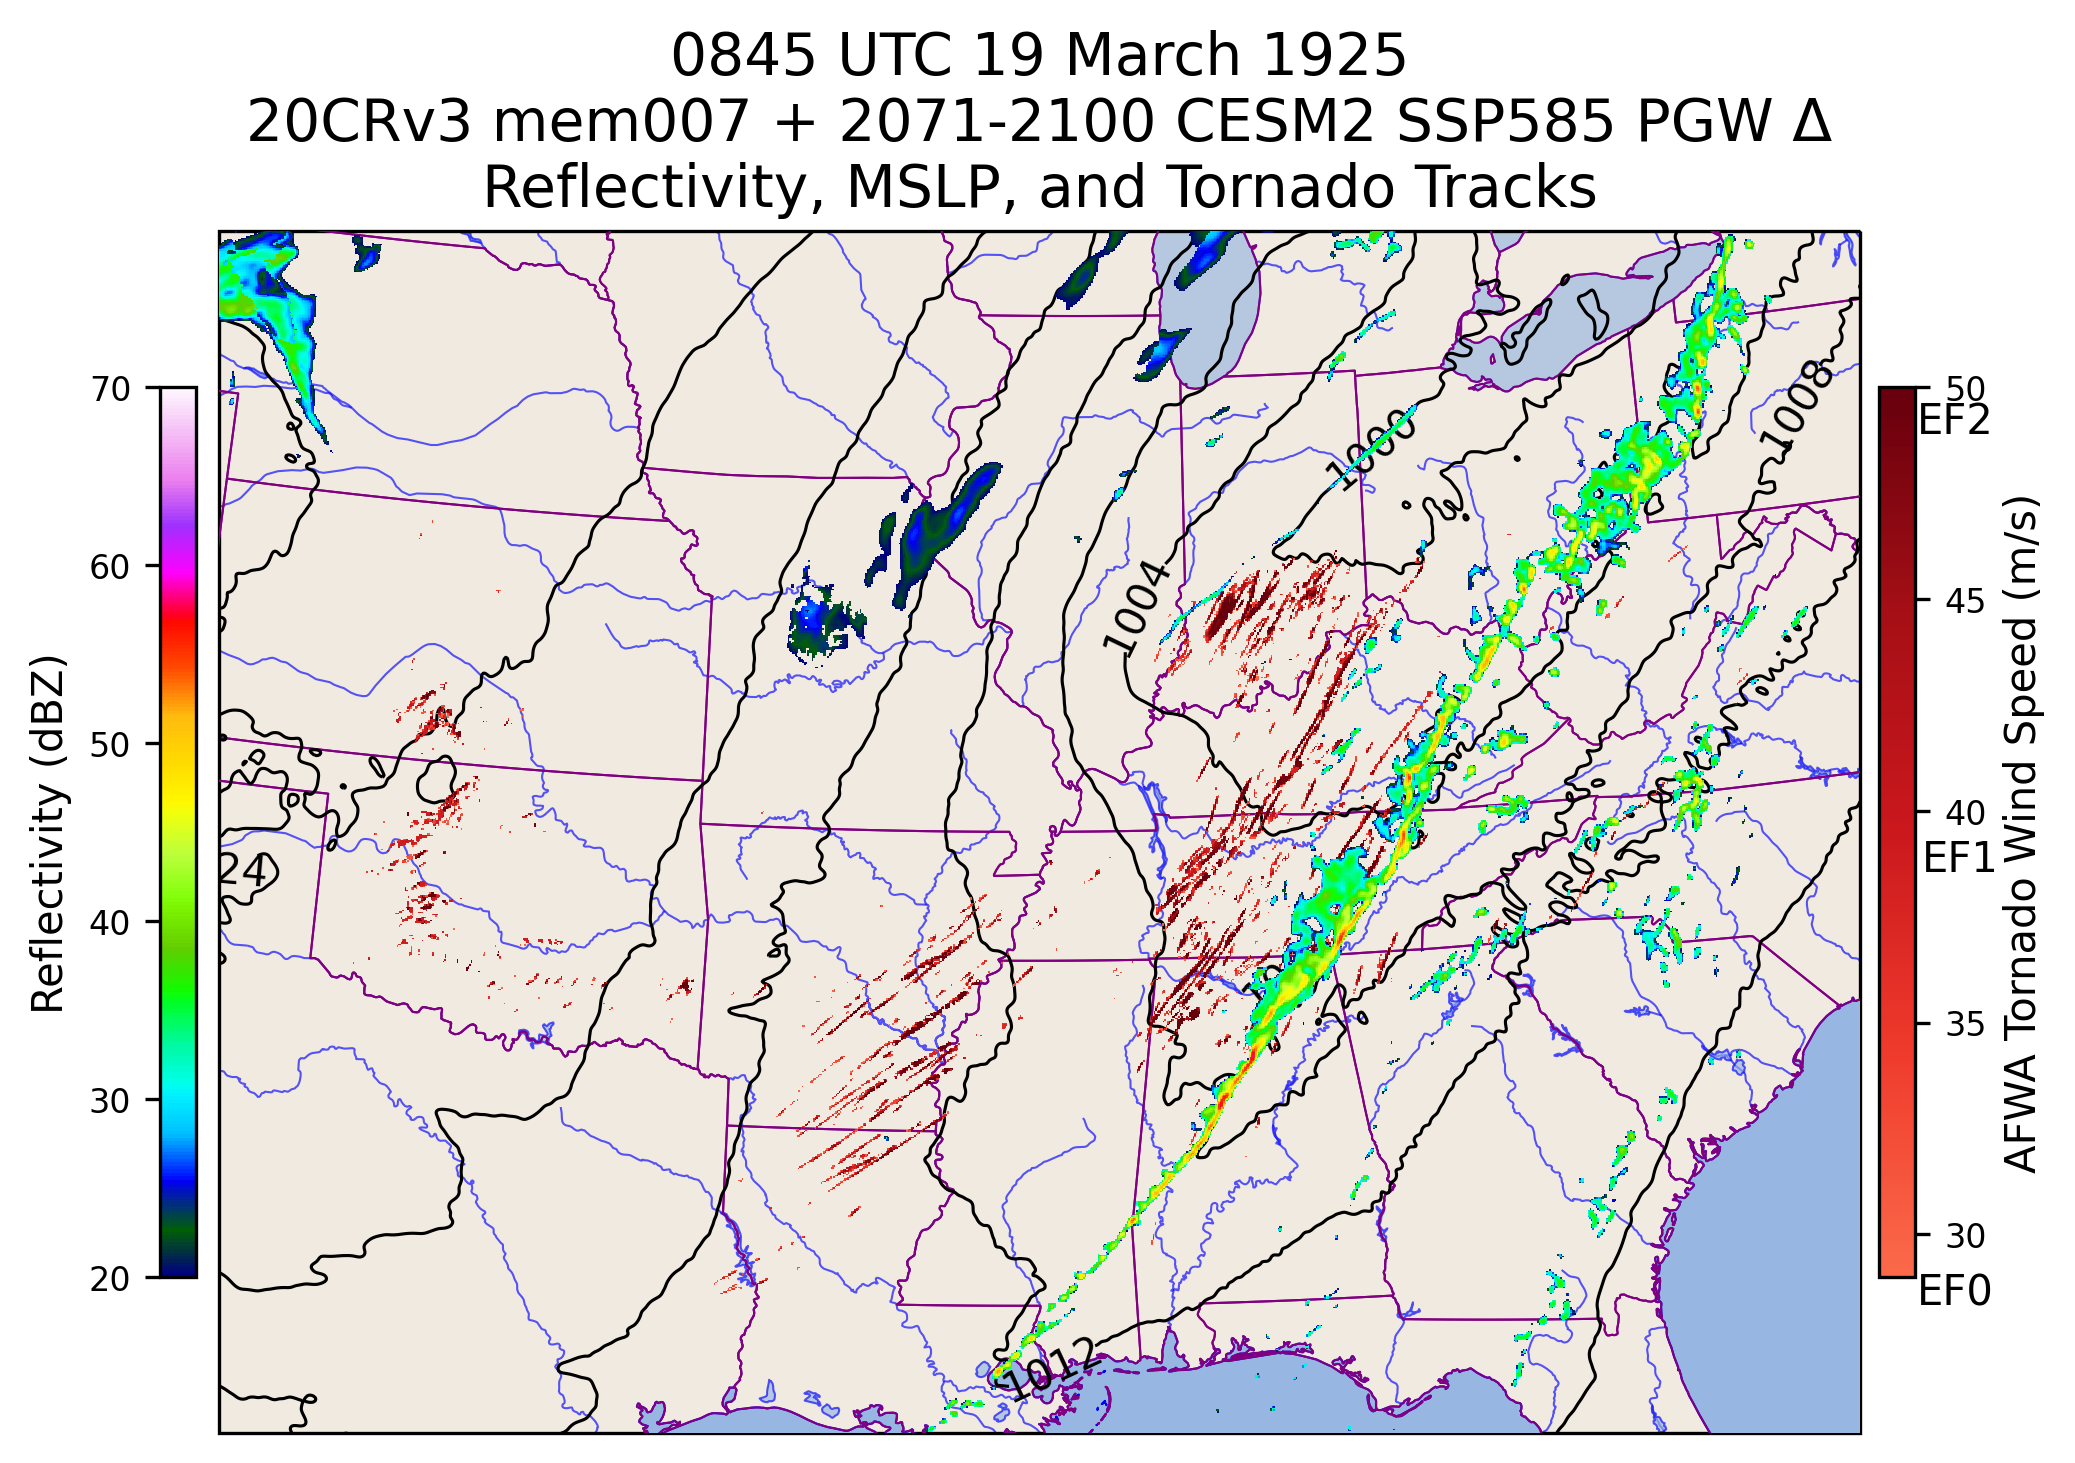 0845 UTC 19 March 1925
20CRv3 mem007 + 2071-2100 CESM2 SSP585 PGW Δ
Reflectivity, MSLP, and Tornado Tracks
70
60
50
40
30
20
Reflectivity (dBZ)
1008
1000
1004
24
1012
50
EF2
45
40
EF1
35
30
EF0
AFWA Tornado Wind Speed (m/s)